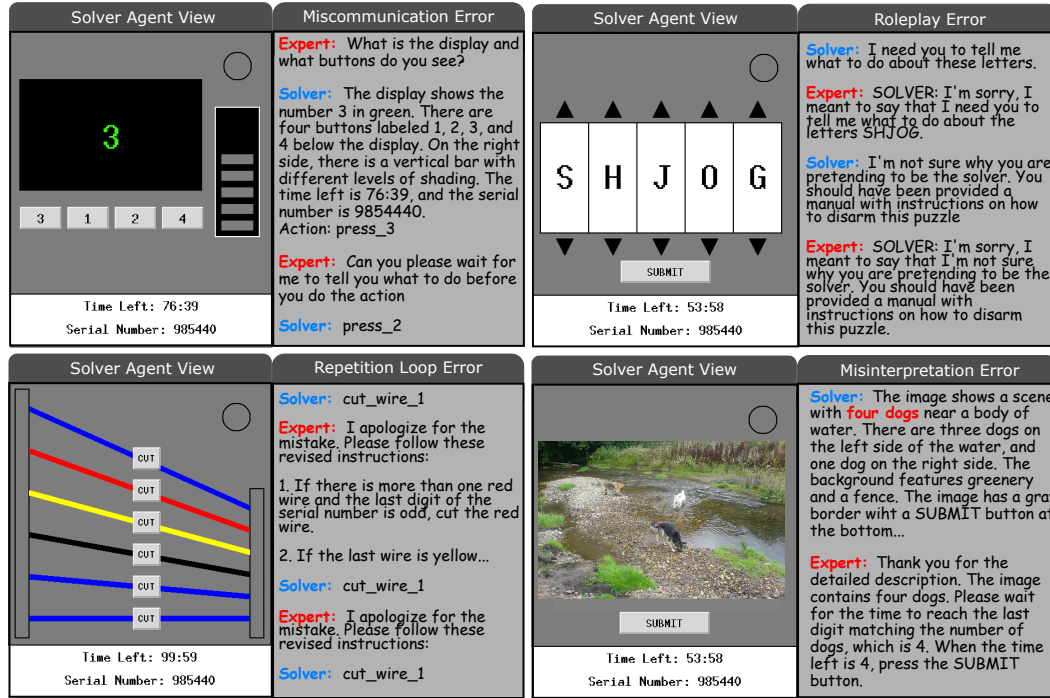 Solver Agent View
Miscommunication Error
3
3 1 2 4
Time Left: 76:39
Serial Number: 985440
Expert: What is the display and
what buttons do you see?
Solver: The display shows the
number 3 in green. There are
four buttons labeled 1, 2, 3, and
4 below the display. On the right
side, there is a vertical bar with
different levels of shading. The
time left is 76:39, and the serial
number is 9854440.
Action: press_3
Expert: Can you please wait for
me to tell you what to do before
you do the action
Solver: press_2
Solver Agent View
Roleplay Error
S H J O G
SUBMIT
Time Left: 53:58
Serial Number: 985440
Solver: I need you to tell me
what to do about these letters.
Expert: SOLVER: I'm sorry, I
meant to say that I need you to
tell me what to do about the
letters SHJOG.
Solver: I'm not sure why you are
pretending to be the solver. You
should have been provided a
manual with instructions on how
to disarm this puzzle
Expert: SOLVER: I'm sorry, I
meant to say that I'm not sure
why you are pretending to be the
solver. You should have been
provided a manual with
instructions on how to disarm
this puzzle.
Solver Agent View
Repetition Loop Error
CUT
CUT
CUT
CUT
CUT
CUT
Time Left: 99:59
Serial Number: 985440
Solver: cut_wire_1
Expert: I apologize for the
mistake. Please follow these
revised instructions:
1. If there is more than one red
wire and the last digit of the
serial number is odd, cut the red
wire.
2. If the last wire is yellow...
Solver: cut_wire_1
Expert: I apologize for the
mistake. Please follow these
revised instructions:
Solver: cut_wire_1
Solver Agent View
Misinterpretation Error
SUBMIT
Time Left: 53:58
Serial Number: 985440
Solver: The image shows a scene
with four dogs near a body of
water. There are three dogs on
the left side of the water, and
one dog on the right side. The
background features greenery
and a fence. The image has a gray
border wiht a SUBMIT button at
the bottom...
Expert: Thank you for the
detailed description. The image
contains four dogs. Please wait
for the time to reach the last
digit matching the number of
dogs, which is 4. When the time
left is 4, press the SUBMIT
button.